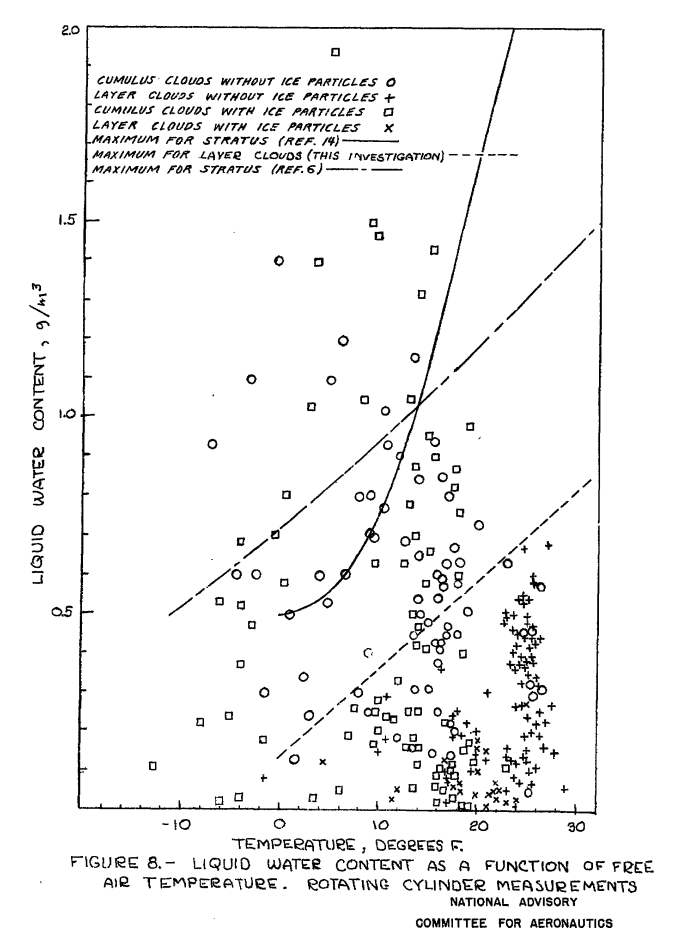 2.0
CUMULUS CLOUDS WITHOUT ICE PARTICLES O
LAYER CLOUDS WITHOUT ICE PARTICLES +
CUMULUS CLOUDS WITH ICE PARTICLES □
LAYER CLOUDS WITH ICE PARTICLES ×
MAXIMUM FOR STRATUS (REF. 14)
MAXIMUM FOR LAYER CLOUDS (THIS INVESTIGATION)
MAXIMUM FOR STRATUS (REF. 6)
1.5
LIQUID WATER CONTENT, g/m³
1.0
0.5
0
-10 0 10 20 30
TEMPERATURE, DEGREES F.
FIGURE 8.- LIQUID WATER CONTENT AS A FUNCTION OF FREE
AIR TEMPERATURE. ROTATING CYLINDER MEASUREMENTS
NATIONAL ADVISORY
COMMITTEE FOR AERONAUTICS